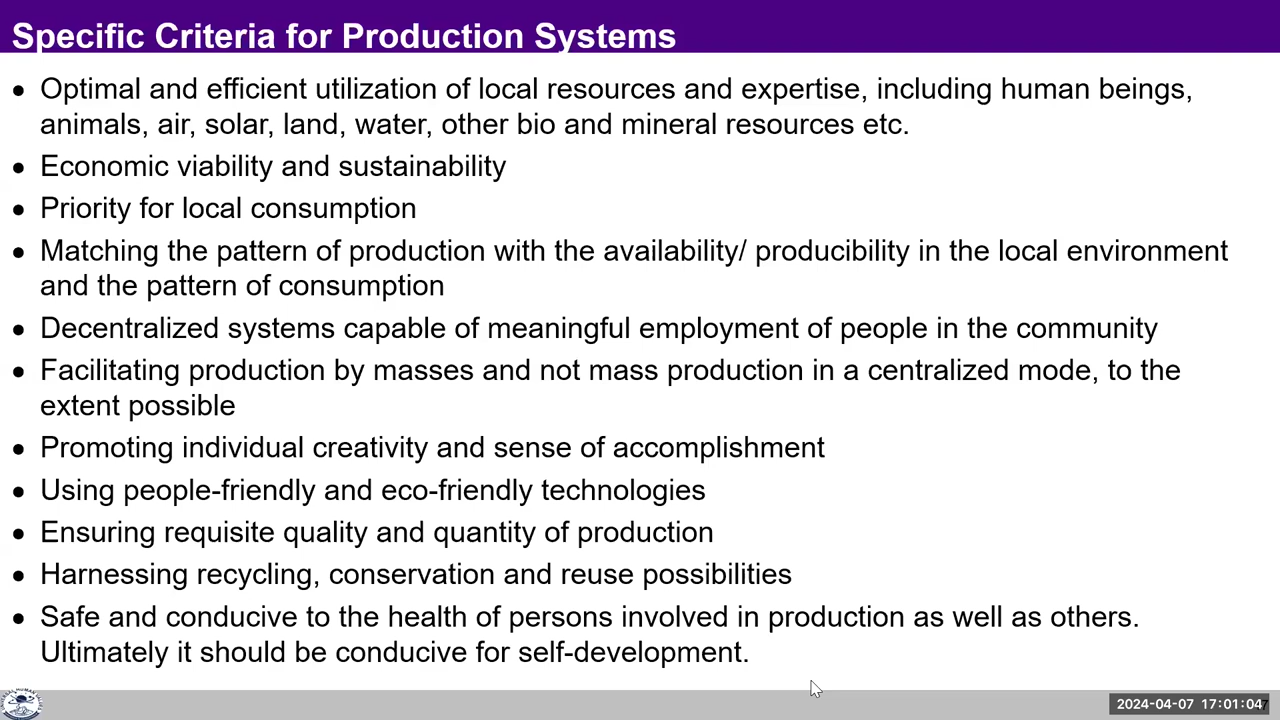 Specific Criteria for Production Systems
• Optimal and efficient utilization of local resources and expertise, including human beings,
animals, air, solar, land, water, other bio and mineral resources etc.
• Economic viability and sustainability
• Priority for local consumption
• Matching the pattern of production with the availability/ producibility in the local environment
and the pattern of consumption
• Decentralized systems capable of meaningful employment of people in the community
• Facilitating production by masses and not mass production in a centralized mode, to the
extent possible
• Promoting individual creativity and sense of accomplishment
• Using people-friendly and eco-friendly technologies
• Ensuring requisite quality and quantity of production
• Harnessing recycling, conservation and reuse possibilities
• Safe and conducive to the health of persons involved in production as well as others.
Ultimately it should be conducive for self-development.
2024-04-07 17:01:04